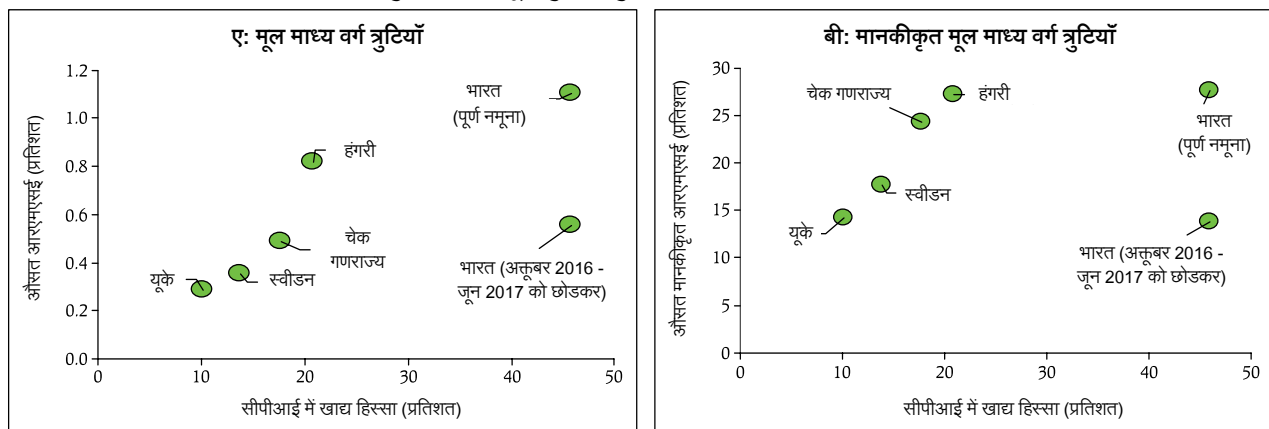 ए: मूल माध्य वर्ग त्रुटियाॅं
औसत आरएमएसई (प्रतिशत)
1.2
1.0
0.8
0.6
0.4
0.2
0.0
भारत
(पूर्ण नमूना)
हंगरी
चेक
गणराज्य
यूके
स्वीडन
भारत (अक्तूबर 2016 -
जून 2017 को छोडकर)
0 10 20 30 40 50
सीपीआई में खाद्य हिस्सा (प्रतिशत)
बी: मानकीकृत मूल माध्य वर्ग त्रुटियाॅं
औसत मानकीकृत आरएमएसई (प्रतिशत)
30
25
20
15
10
5
0
चेक गणराज्य
हंगरी
भारत
(पूर्ण नमूना)
स्वीडन
यूके
भारत (अक्तूबर 2016 -
जून 2017 को छोडकर)
0 10 20 30 40 50
सीपीआई में खाद्य हिस्सा (प्रतिशत)